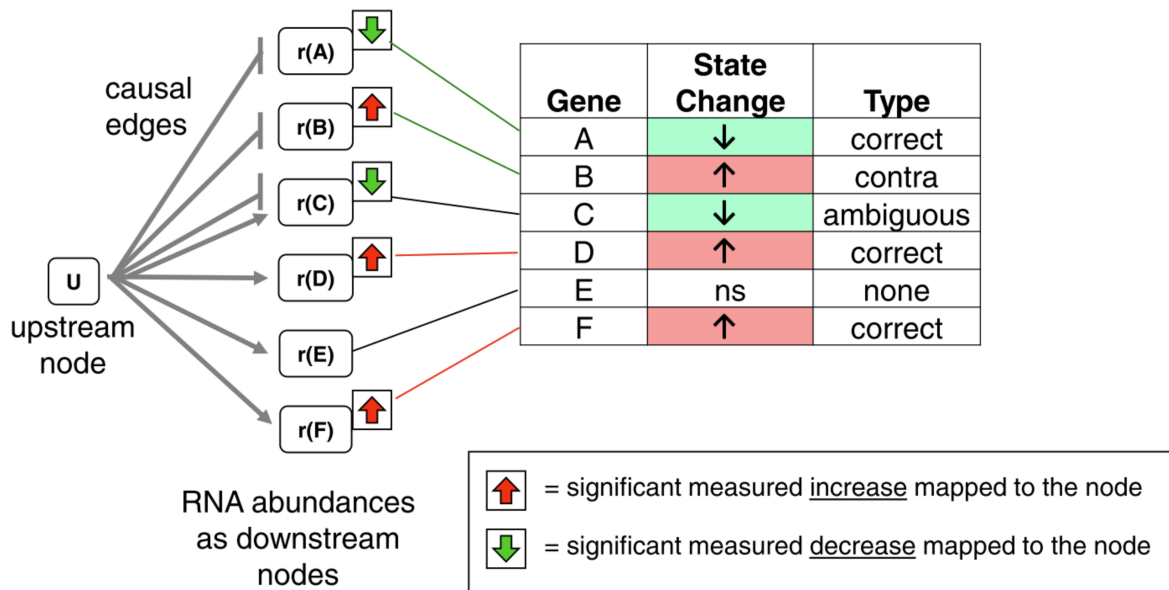 causal
edges
U
upstream
node
r(A)
r(B)
r(C)
r(D)
r(E)
r(F)
RNA abundances
as downstream
nodes
Gene State Change Type
A ↓ correct
B ↑ contra
C ↓ ambiguous
D ↑ correct
E ns none
F ↑ correct
= significant measured increase mapped to the node
= significant measured decrease mapped to the node